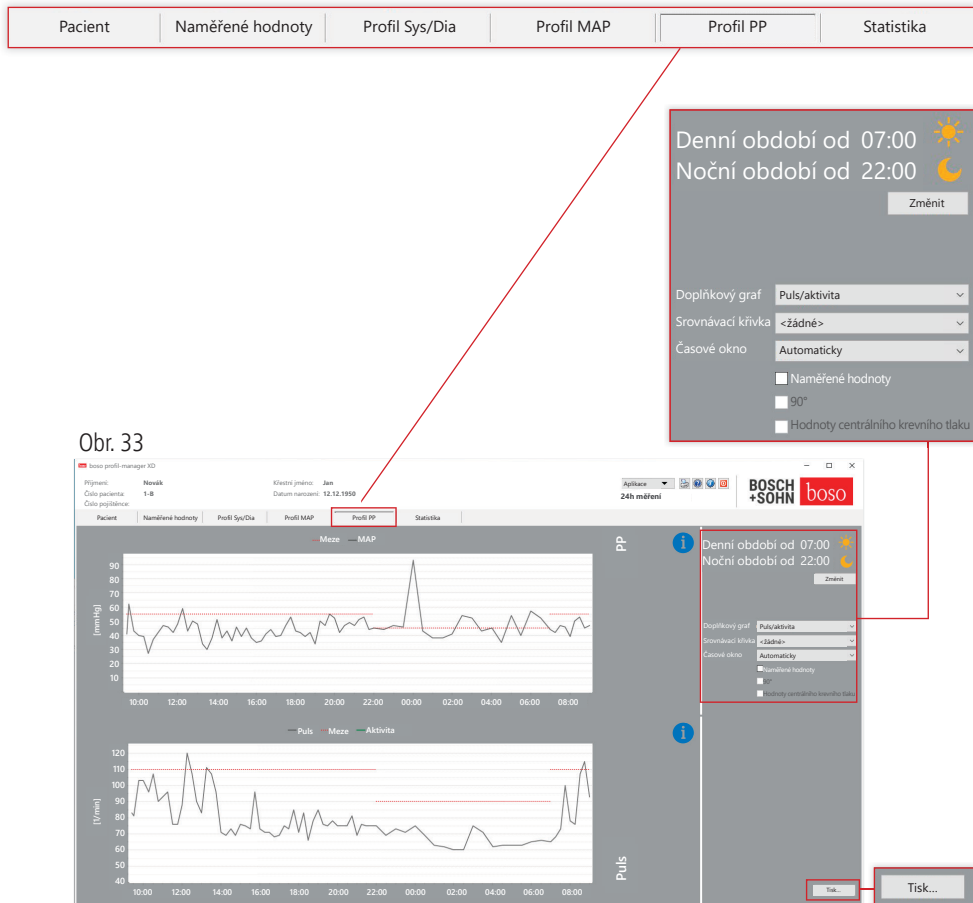 Pacient Naměřené hodnoty Profil Sys/Dia Profil MAP Profil PP Statistika
Denní období od 07:00
Noční období od 22:00
Změnit
Doplňkový graf Puls/aktivita
Srovnávací křivka <žádné>
Časové okno Automaticky
Naměřené hodnoty
90°
Hodnoty centrálního krevního tlaku
Obr. 33
boso profil-manager XD
Příjmení: Novák Křestní jméno: Jan Aplikace
Číslo pacienta: 1-B Datum narození: 12.12.1950 24h měření
Číslo pojištěnce:
BOSCH
+SOHN boso
Pacient Naměřené hodnoty Profil Sys/Dia Profil MAP Profil PP Statistika
Meze MAP
PP
[mmHg]
90
80
70
60
50
40
30
20
10
10:00 12:00 14:00 16:00 18:00 20:00 22:00 00:00 02:00 04:00 06:00 08:00
Denní období od 07:00
Noční období od 22:00
Změnit
Doplňkový graf Puls/aktivita
Srovnávací křivka <žádné>
Časové okno Automaticky
Naměřené hodnoty
90°
Hodnoty centrálního krevního tlaku
Puls Meze Aktivita
Puls
[1/min]
120
110
100
90
80
70
60
50
40
10:00 12:00 14:00 16:00 18:00 20:00 22:00 00:00 02:00 04:00 06:00 08:00
Tisk...
Tisk...